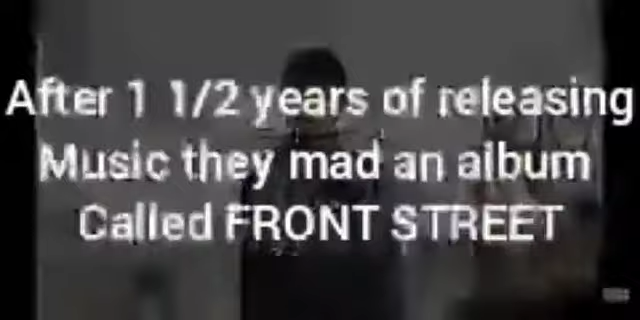 After 1 1/2 years of releasing
Music they mad an album
Called FRONT STREET